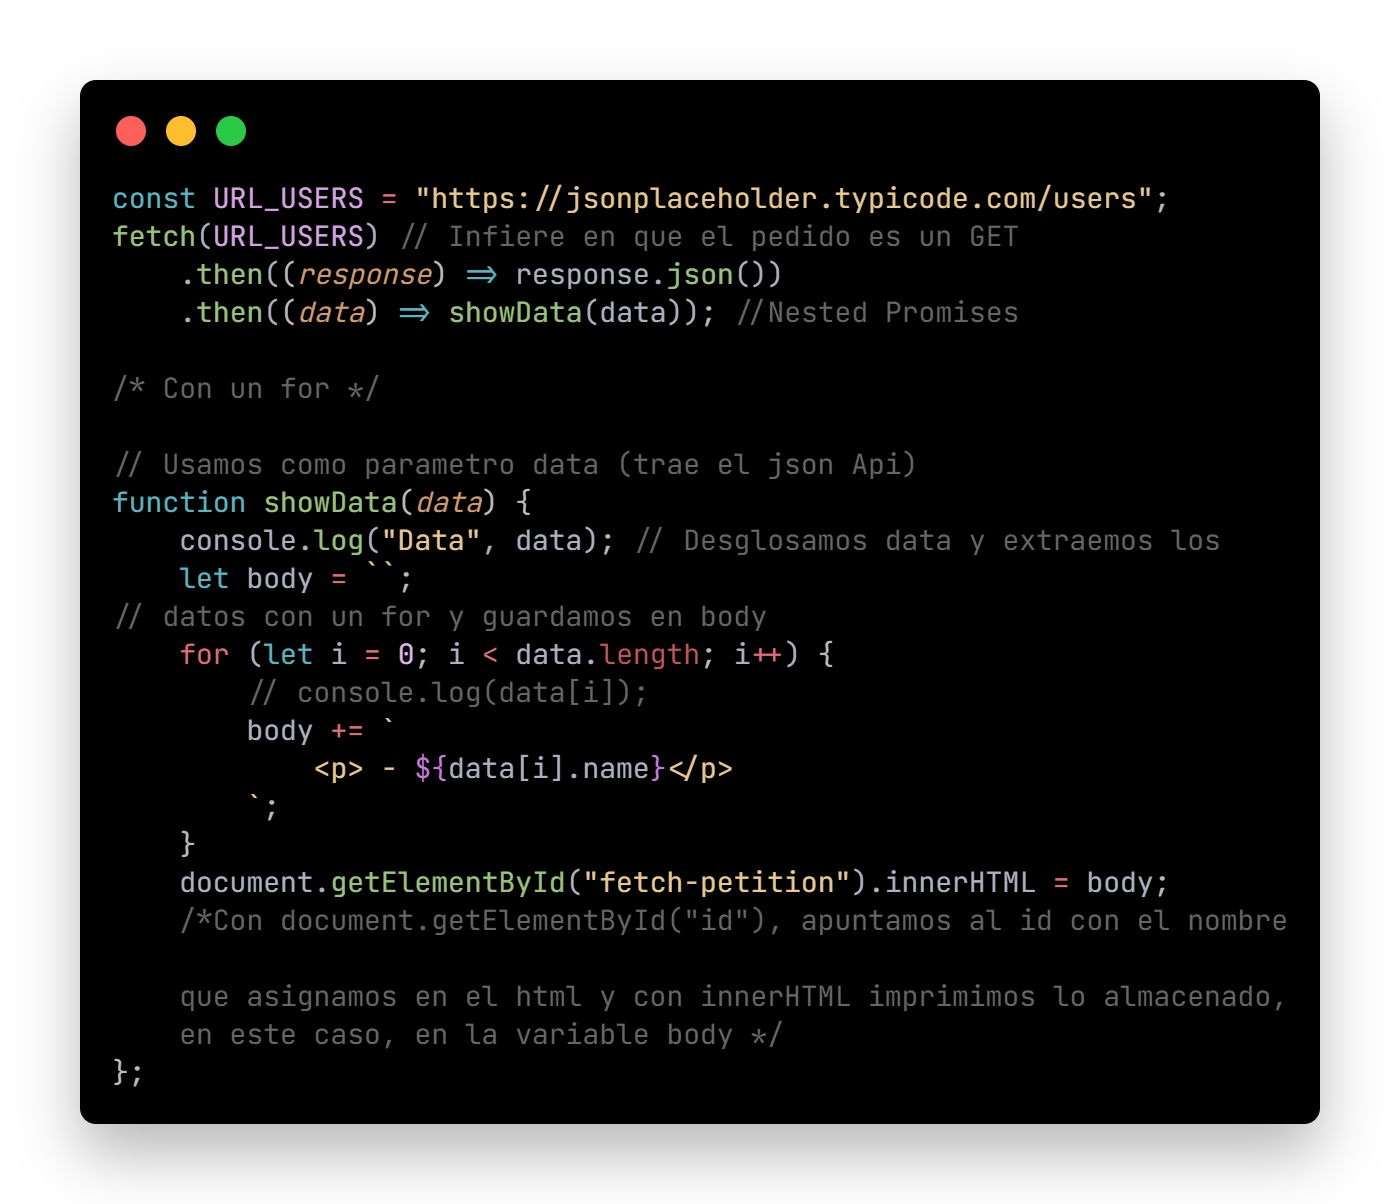 const URL_USERS = "https://jsonplaceholder.typicode.com/users";
fetch(URL_USERS) // Infiere en que el pedido es un GET
    .then((response) => response.json())
    .then((data) => showData(data)); //Nested Promises

/* Con un for */

// Usamos como parametro data (trae el json Api)
function showData(data) {
    console.log("Data", data); // Desglosamos data y extraemos los
    let body = ``;
// datos con un for y guardamos en body
    for (let i = 0; i < data.length; i++) {
        // console.log(data[i]);
        body += `
            <p> - ${data[i].name}</p>
        `;
    }
    document.getElementById("fetch-petition").innerHTML = body;
    /*Con document.getElementById("id"), apuntamos al id con el nombre

    que asignamos en el html y con innerHTML imprimimos lo almacenado,
    en este caso, en la variable body */
};